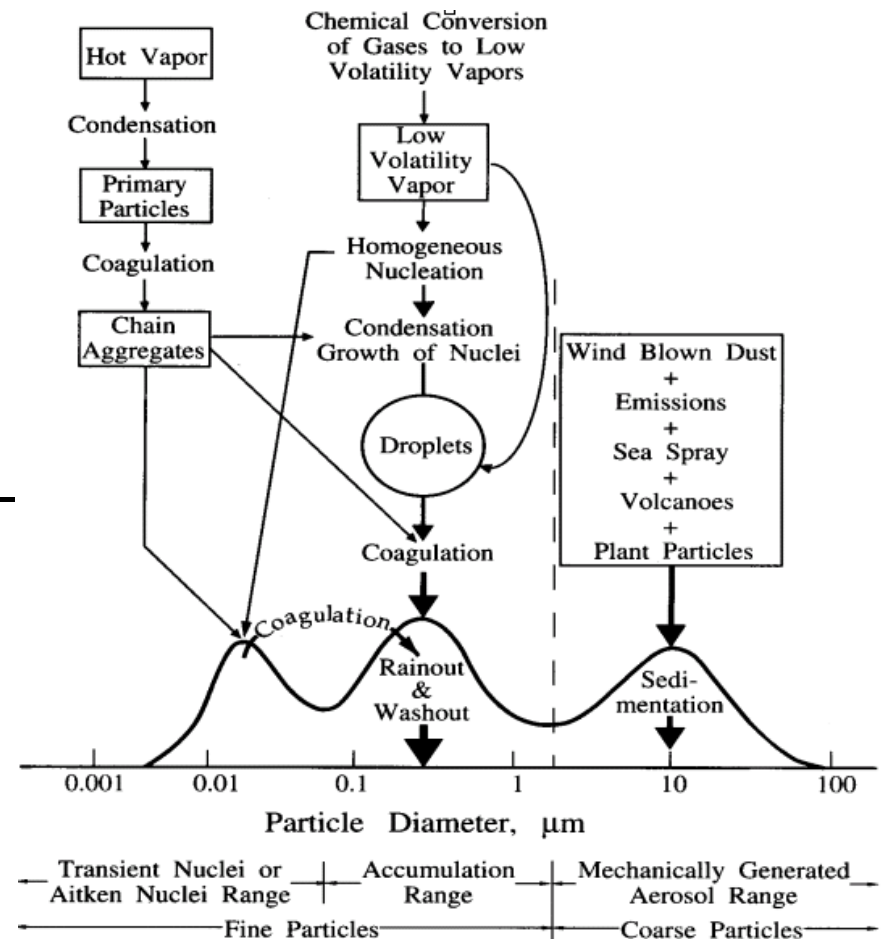 Hot Vapor
Condensation
Primary
Particles
Coagulation
Chain
Aggregates
Chemical Conversion
of Gases to Low
Volatility Vapors
Low
Volatility
Vapor
Homogeneous
Nucleation
Condensation
Growth of Nuclei
Droplets
Coagulation
Wind Blown Dust
+
Emissions
+
Sea Spray
+
Volcanoes
+
Plant Particles
Coagulation
Rainout
&
Washout
Sedi-
mentation
0.001 0.01 0.1 1 10 100
Particle Diameter, μm
Transient Nuclei or
Aitken Nuclei Range
Accumulation
Range
Mechanically Generated
Aerosol Range
Fine Particles
Coarse Particles